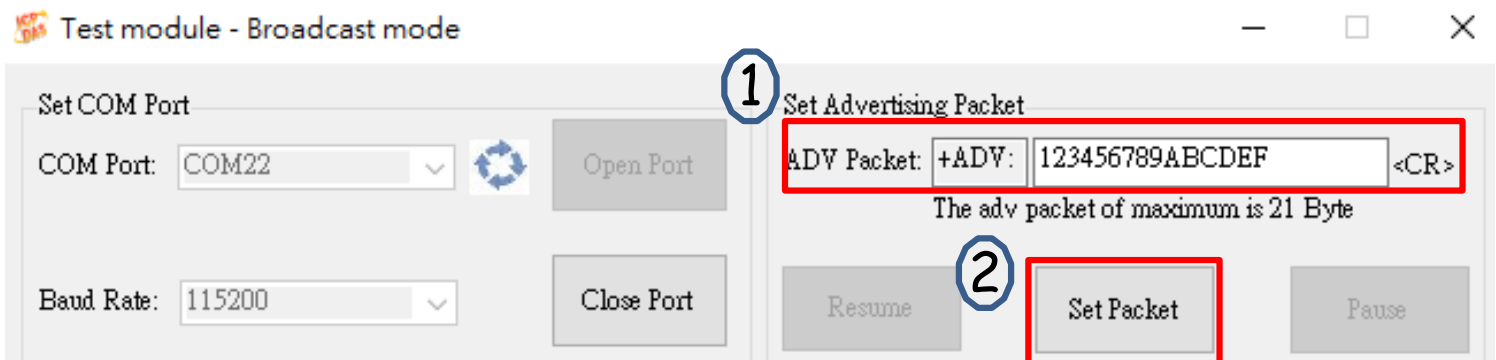 ICP DAS Test module - Broadcast mode
1
Set COM Port
COM Port: COM22 Open Port
Baud Rate: 115200 Close Port
Set Advertising Packet
ADV Packet: +ADV: 123456789ABCDEF <CR>
The adv packet of maximum is 21 Byte
2
Resume Set Packet Pause